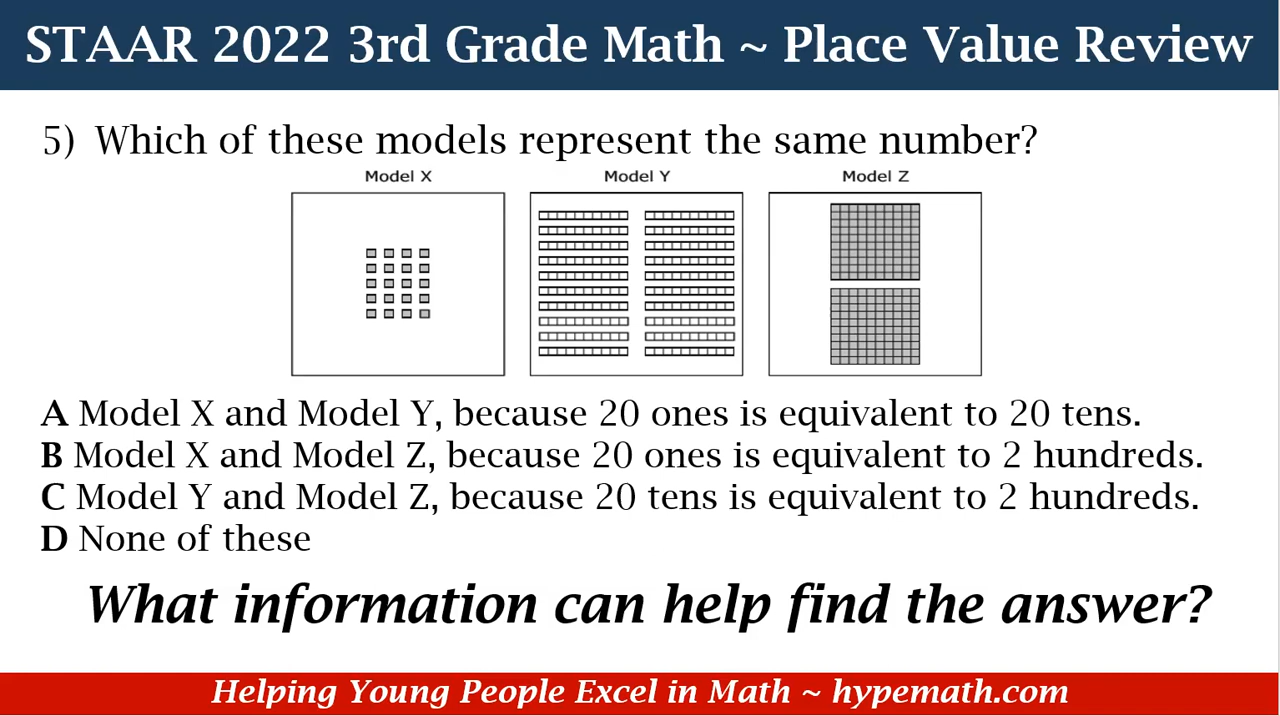 STAAR 2022 3rd Grade Math ~ Place Value Review
5) Which of these models represent the same number?
Model X Model Y Model Z
A Model X and Model Y, because 20 ones is equivalent to 20 tens.
B Model X and Model Z, because 20 ones is equivalent to 2 hundreds.
C Model Y and Model Z, because 20 tens is equivalent to 2 hundreds.
D None of these
What information can help find the answer?
Helping Young People Excel in Math ~ hypemath.com